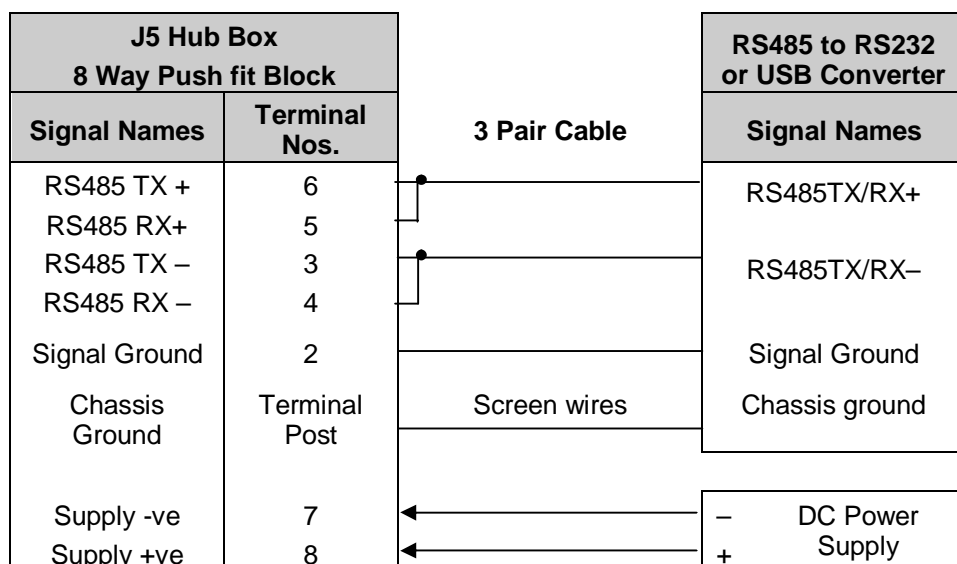 J5 Hub Box
8 Way Push fit Block
RS485 to RS232
or USB Converter
Signal Names
Terminal
Nos.
3 Pair Cable
Signal Names
RS485 TX +
6
RS485TX/RX+
RS485 RX+
5
RS485 TX –
3
RS485TX/RX–
RS485 RX –
4
Signal Ground
2
Signal Ground
Chassis
Ground
Terminal
Post
Screen wires
Chassis ground
Supply -ve
7
– DC Power
Supply
Supply +ve
8
+